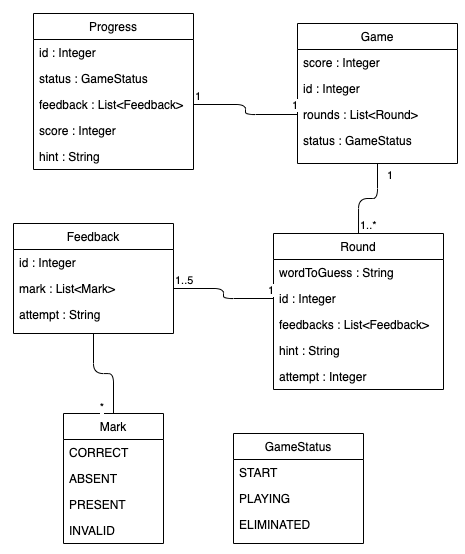 Progress
id : Integer
status : GameStatus
feedback : List<Feedback>
score : Integer
hint : String
1
1
Game
score : Integer
id : Integer
rounds : List<Round>
status : GameStatus
1
1..*
Feedback
id : Integer
mark : List<Mark>
attempt : String
1..5
1
Round
wordToGuess : String
id : Integer
feedbacks : List<Feedback>
hint : String
attempt : Integer
*
Mark
CORRECT
ABSENT
PRESENT
INVALID
GameStatus
START
PLAYING
ELIMINATED